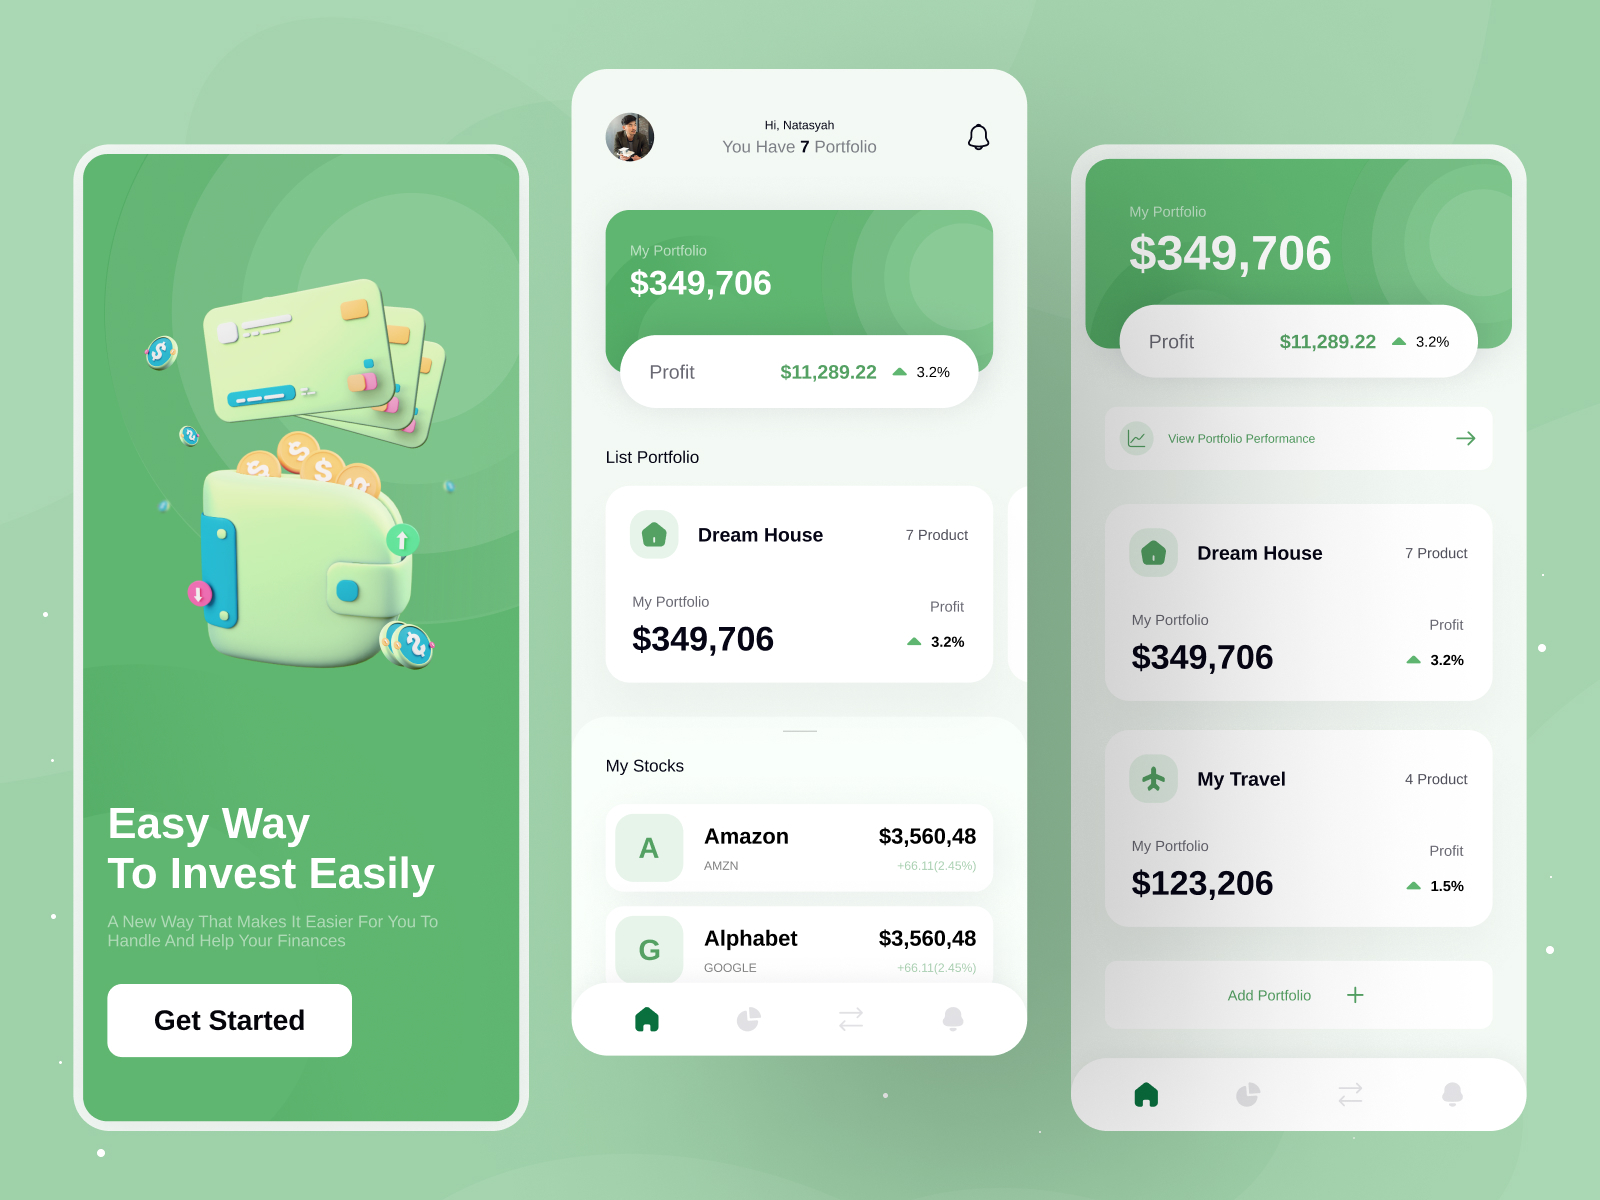 Easy Way
To Invest Easily
A New Way That Makes It Easier For You To
Handle And Help Your Finances
Get Started
Hi, Natasyah
You Have 7 Portfolio
My Portfolio
$349,706
Profit $11,289.22 3.2%
List Portfolio
Dream House 7 Product
My Portfolio Profit
$349,706 3.2%
My Stocks
A Amazon $3,560,48
AMZN +66.11(2.45%)
G Alphabet $3,560,48
GOOGLE +66.11(2.45%)
My Portfolio
$349,706
Profit $11,289.22 3.2%
View Portfolio Performance
Dream House 7 Product
My Portfolio Profit
$349,706 3.2%
My Travel 4 Product
My Portfolio Profit
$123,206 1.5%
Add Portfolio